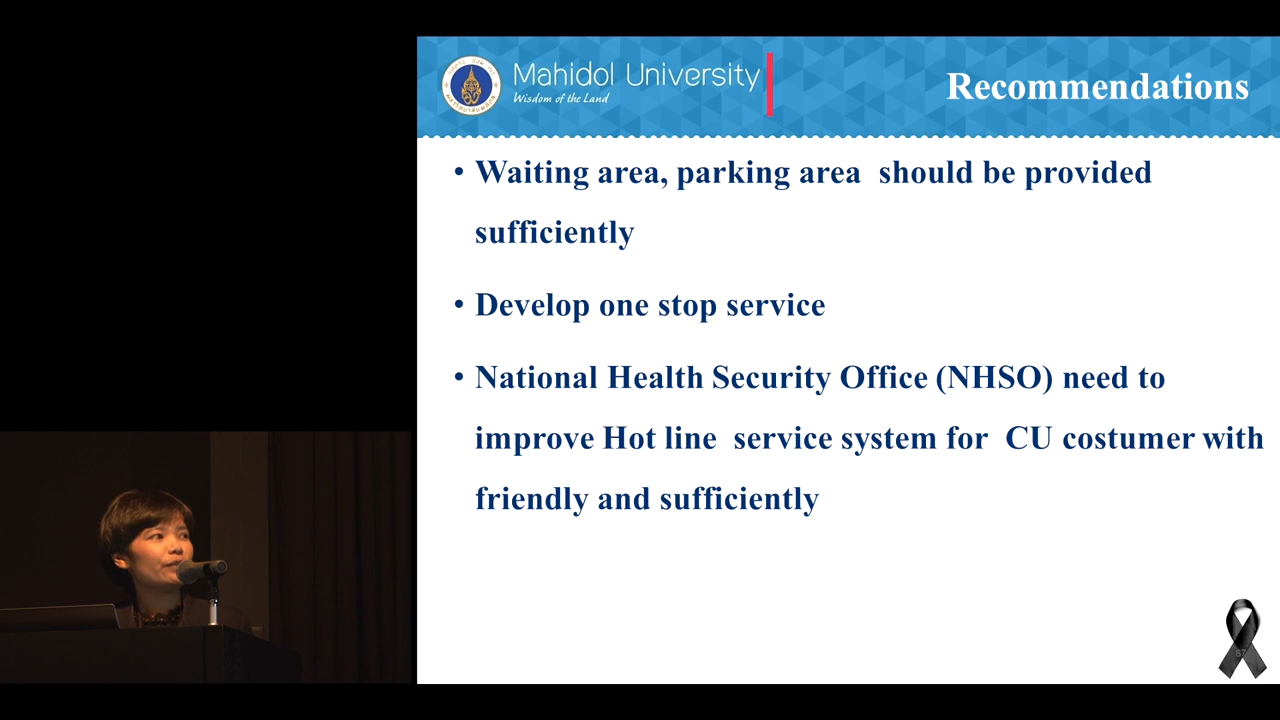 Mahidol University
Wisdom of the Land
Recommendations
• Waiting area, parking area should be provided
sufficiently
• Develop one stop service
• National Health Security Office (NHSO) need to
improve Hot line service system for CU costumer with
friendly and sufficiently
87